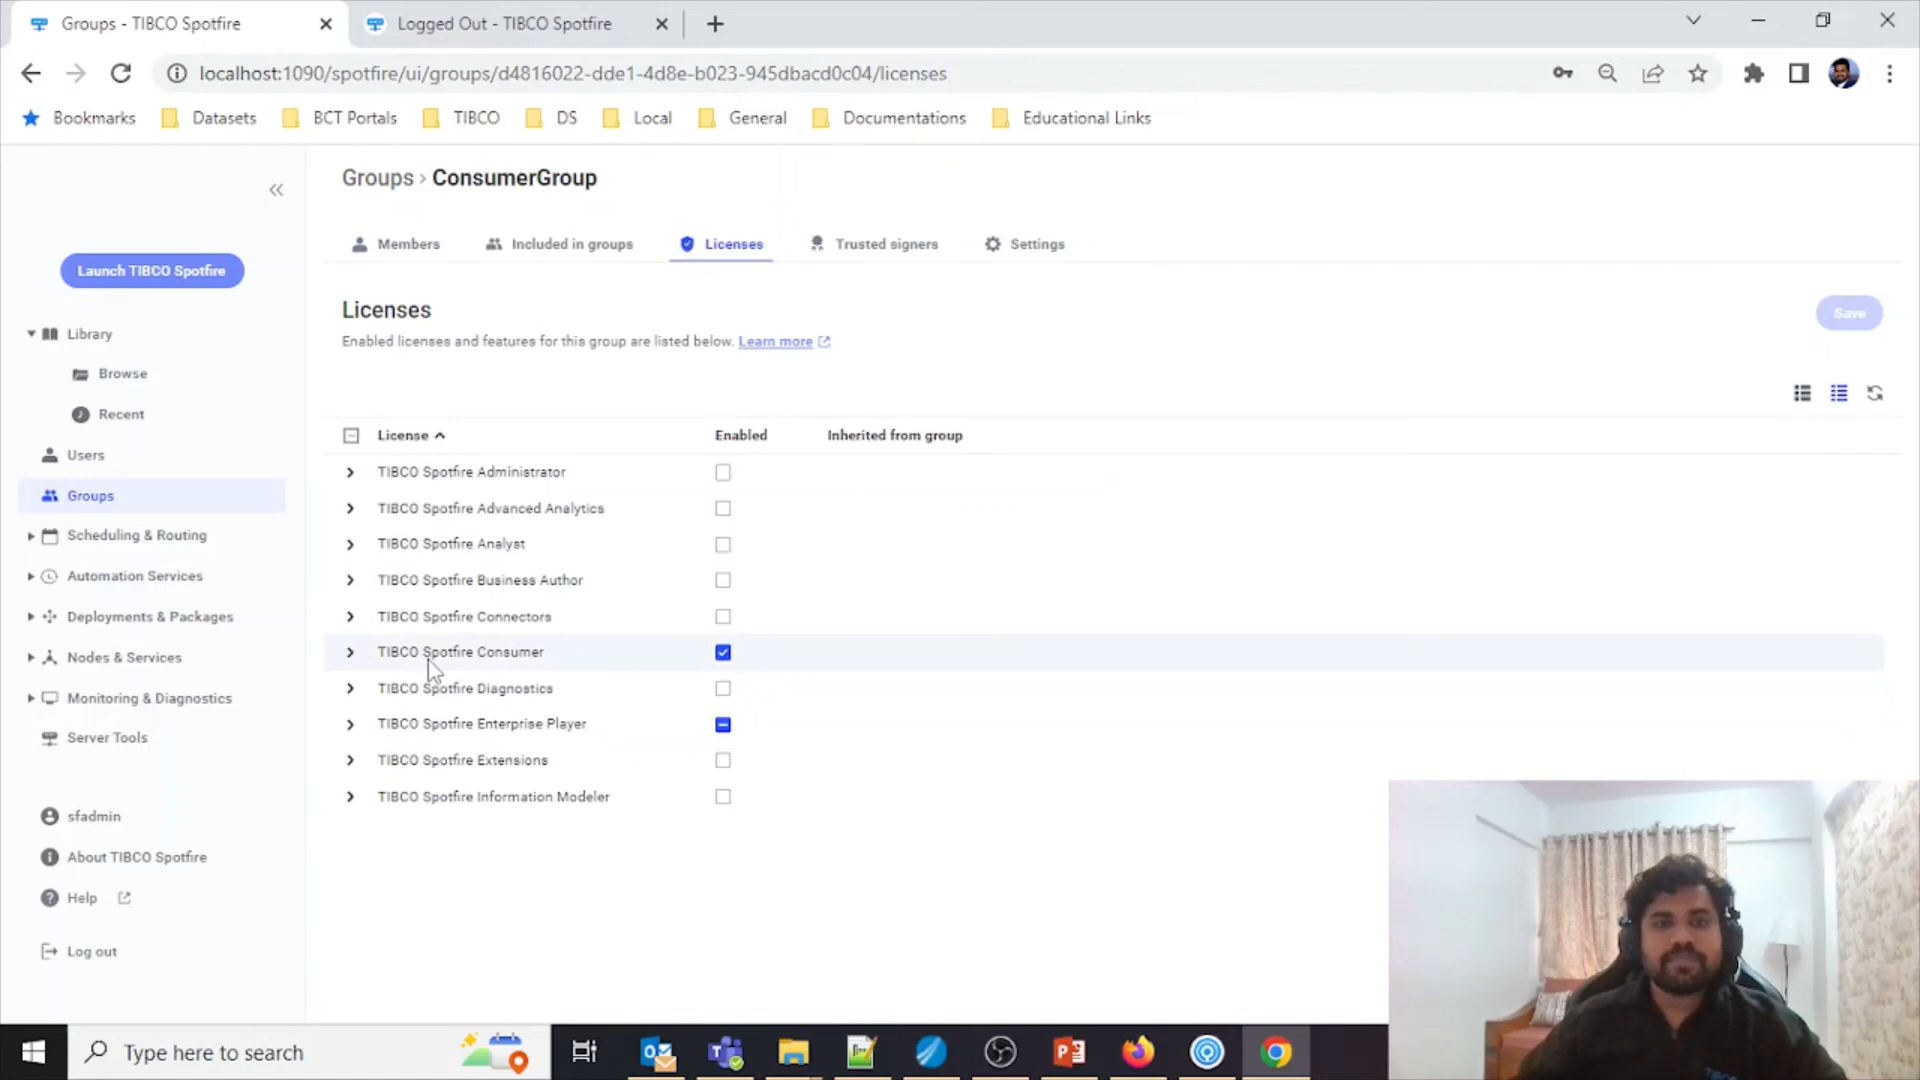 Groups - TIBCO Spotfire
Logged Out - TIBCO Spotfire
localhost:1090/spotfire/ui/groups/d4816022-dde1-4d8e-b023-945dbacd0c04/licenses
Bookmarks
Datasets
BCT Portals
TIBCO
DS
Local
General
Documentations
Educational Links
Groups › ConsumerGroup
Members
Included in groups
Licenses
Trusted signers
Settings
Launch TIBCO Spotfire
Library
Browse
Recent
Users
Groups
Scheduling & Routing
Automation Services
Deployments & Packages
Nodes & Services
Monitoring & Diagnostics
Server Tools
sfadmin
About TIBCO Spotfire
Help
Log out
Licenses
Save
Enabled licenses and features for this group are listed below. Learn more
License Enabled Inherited from group
TIBCO Spotfire Administrator
TIBCO Spotfire Advanced Analytics
TIBCO Spotfire Analyst
TIBCO Spotfire Business Author
TIBCO Spotfire Connectors
TIBCO Spotfire Consumer
TIBCO Spotfire Diagnostics
TIBCO Spotfire Enterprise Player
TIBCO Spotfire Extensions
TIBCO Spotfire Information Modeler
Type here to search